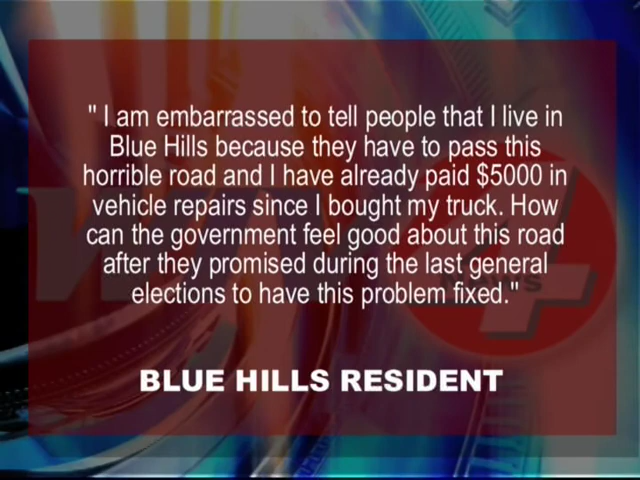 " I am embarrassed to tell people that I live in
Blue Hills because they have to pass this
horrible road and I have already paid $5000 in
vehicle repairs since I bought my truck. How
can the government feel good about this road
after they promised during the last general
elections to have this problem fixed."
BLUE HILLS RESIDENT
4
NEWS